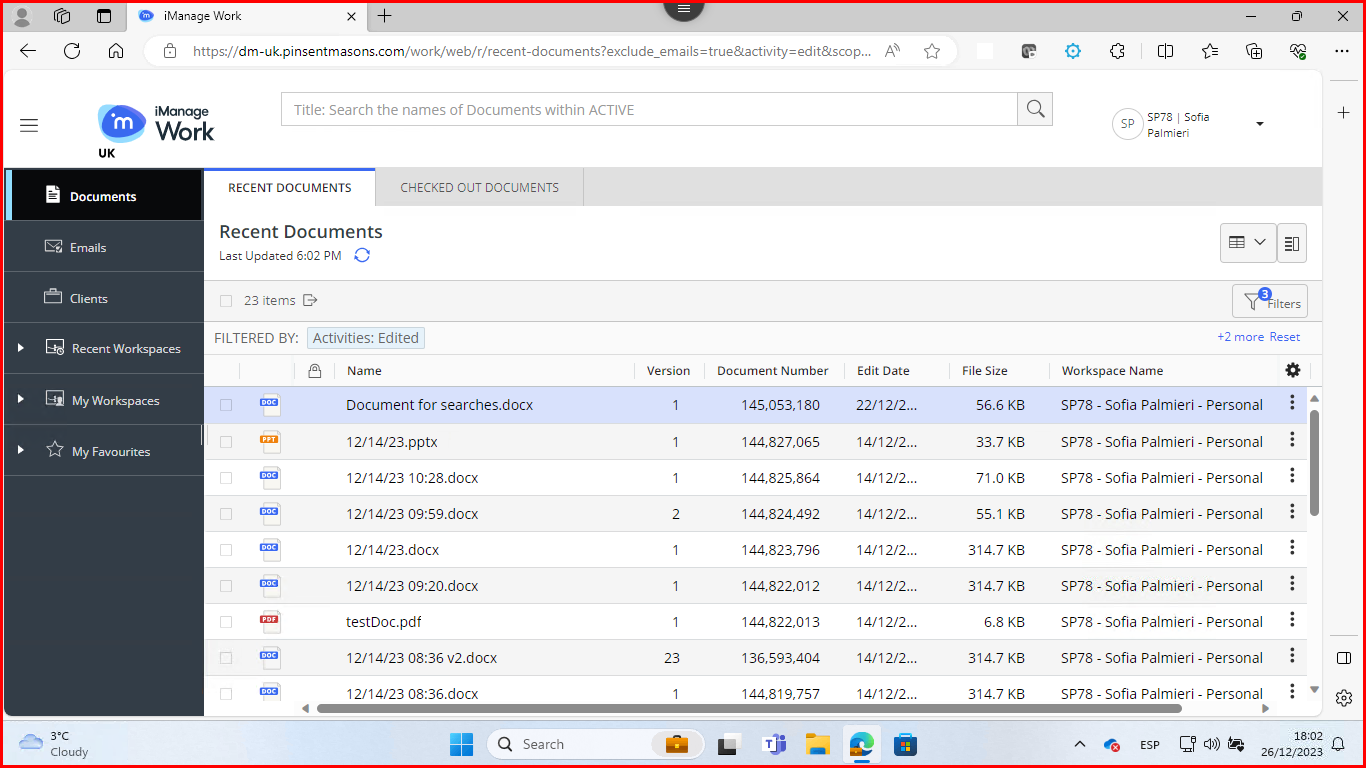 iManage Work
https://dm-uk.pinsentmasons.com/work/web/r/recent-documents?exclude_emails=true&activity=edit&scop...
iManage
Work
UK
Title: Search the names of Documents within ACTIVE
SP
SP78 | Sofia
Palmieri
Documents
Emails
Clients
Recent Workspaces
My Workspaces
My Favourites
RECENT DOCUMENTS CHECKED OUT DOCUMENTS
Recent Documents
Last Updated 6:02 PM
23 items
3
Filters
FILTERED BY: Activities: Edited +2 more Reset
Name Version Document Number Edit Date File Size Workspace Name
DOC Document for searches.docx 1 145,053,180 22/12/2... 56.6 KB SP78 - Sofia Palmieri - Personal
PPT 12/14/23.pptx 1 144,827,065 14/12/2... 33.7 KB SP78 - Sofia Palmieri - Personal
DOC 12/14/23 10:28.docx 1 144,825,864 14/12/2... 71.0 KB SP78 - Sofia Palmieri - Personal
DOC 12/14/23 09:59.docx 2 144,824,492 14/12/2... 55.1 KB SP78 - Sofia Palmieri - Personal
DOC 12/14/23.docx 1 144,823,796 14/12/2... 314.7 KB SP78 - Sofia Palmieri - Personal
DOC 12/14/23 09:20.docx 1 144,822,012 14/12/2... 314.7 KB SP78 - Sofia Palmieri - Personal
PDF testDoc.pdf 1 144,822,013 14/12/2... 6.8 KB SP78 - Sofia Palmieri - Personal
DOC 12/14/23 08:36 v2.docx 23 136,593,404 14/12/2... 314.7 KB SP78 - Sofia Palmieri - Personal
DOC 12/14/23 08:36.docx 1 144,819,757 14/12/2... 314.7 KB SP78 - Sofia Palmieri - Personal
3°C
Cloudy
Search
ESP
18:02
26/12/2023